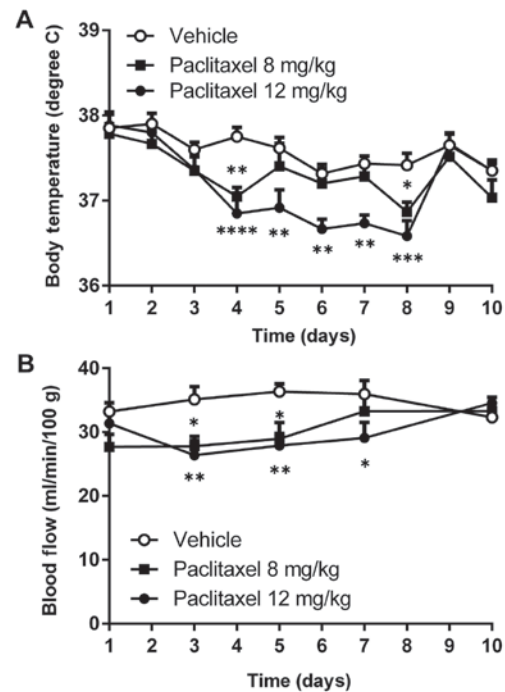 A
Body temperature (degree C)
39
38
37
36
Vehicle
Paclitaxel 8 mg/kg
Paclitaxel 12 mg/kg
**
*
****
**
**
**
***
1 2 3 4 5 6 7 8 9 10
Time (days)
B
Blood flow (ml/min/100 g)
40
30
20
10
0
*
*
**
**
*
Vehicle
Paclitaxel 8 mg/kg
Paclitaxel 12 mg/kg
1 2 3 4 5 6 7 8 9 10
Time (days)